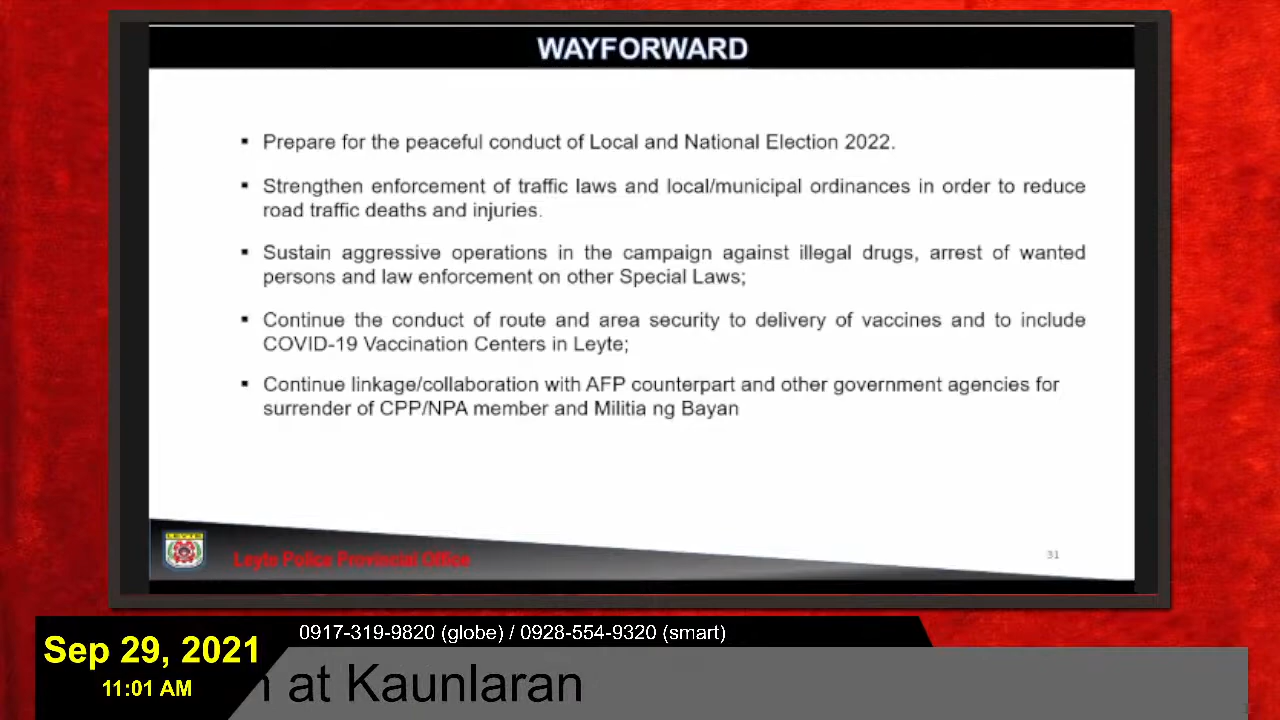 WAYFORWARD
▪ Prepare for the peaceful conduct of Local and National Election 2022.
▪ Strengthen enforcement of traffic laws and local/municipal ordinances in order to reduce
road traffic deaths and injuries.
▪ Sustain aggressive operations in the campaign against illegal drugs, arrest of wanted
persons and law enforcement on other Special Laws;
▪ Continue the conduct of route and area security to delivery of vaccines and to include
COVID-19 Vaccination Centers in Leyte;
▪ Continue linkage/collaboration with AFP counterpart and other government agencies for
surrender of CPP/NPA member and Militia ng Bayan
LEYTE
Leyte Police Provincial Office
31
0917-319-9820 (globe) / 0928-554-9320 (smart)
Sep 29, 2021
11:01 AM
at Kaunlaran